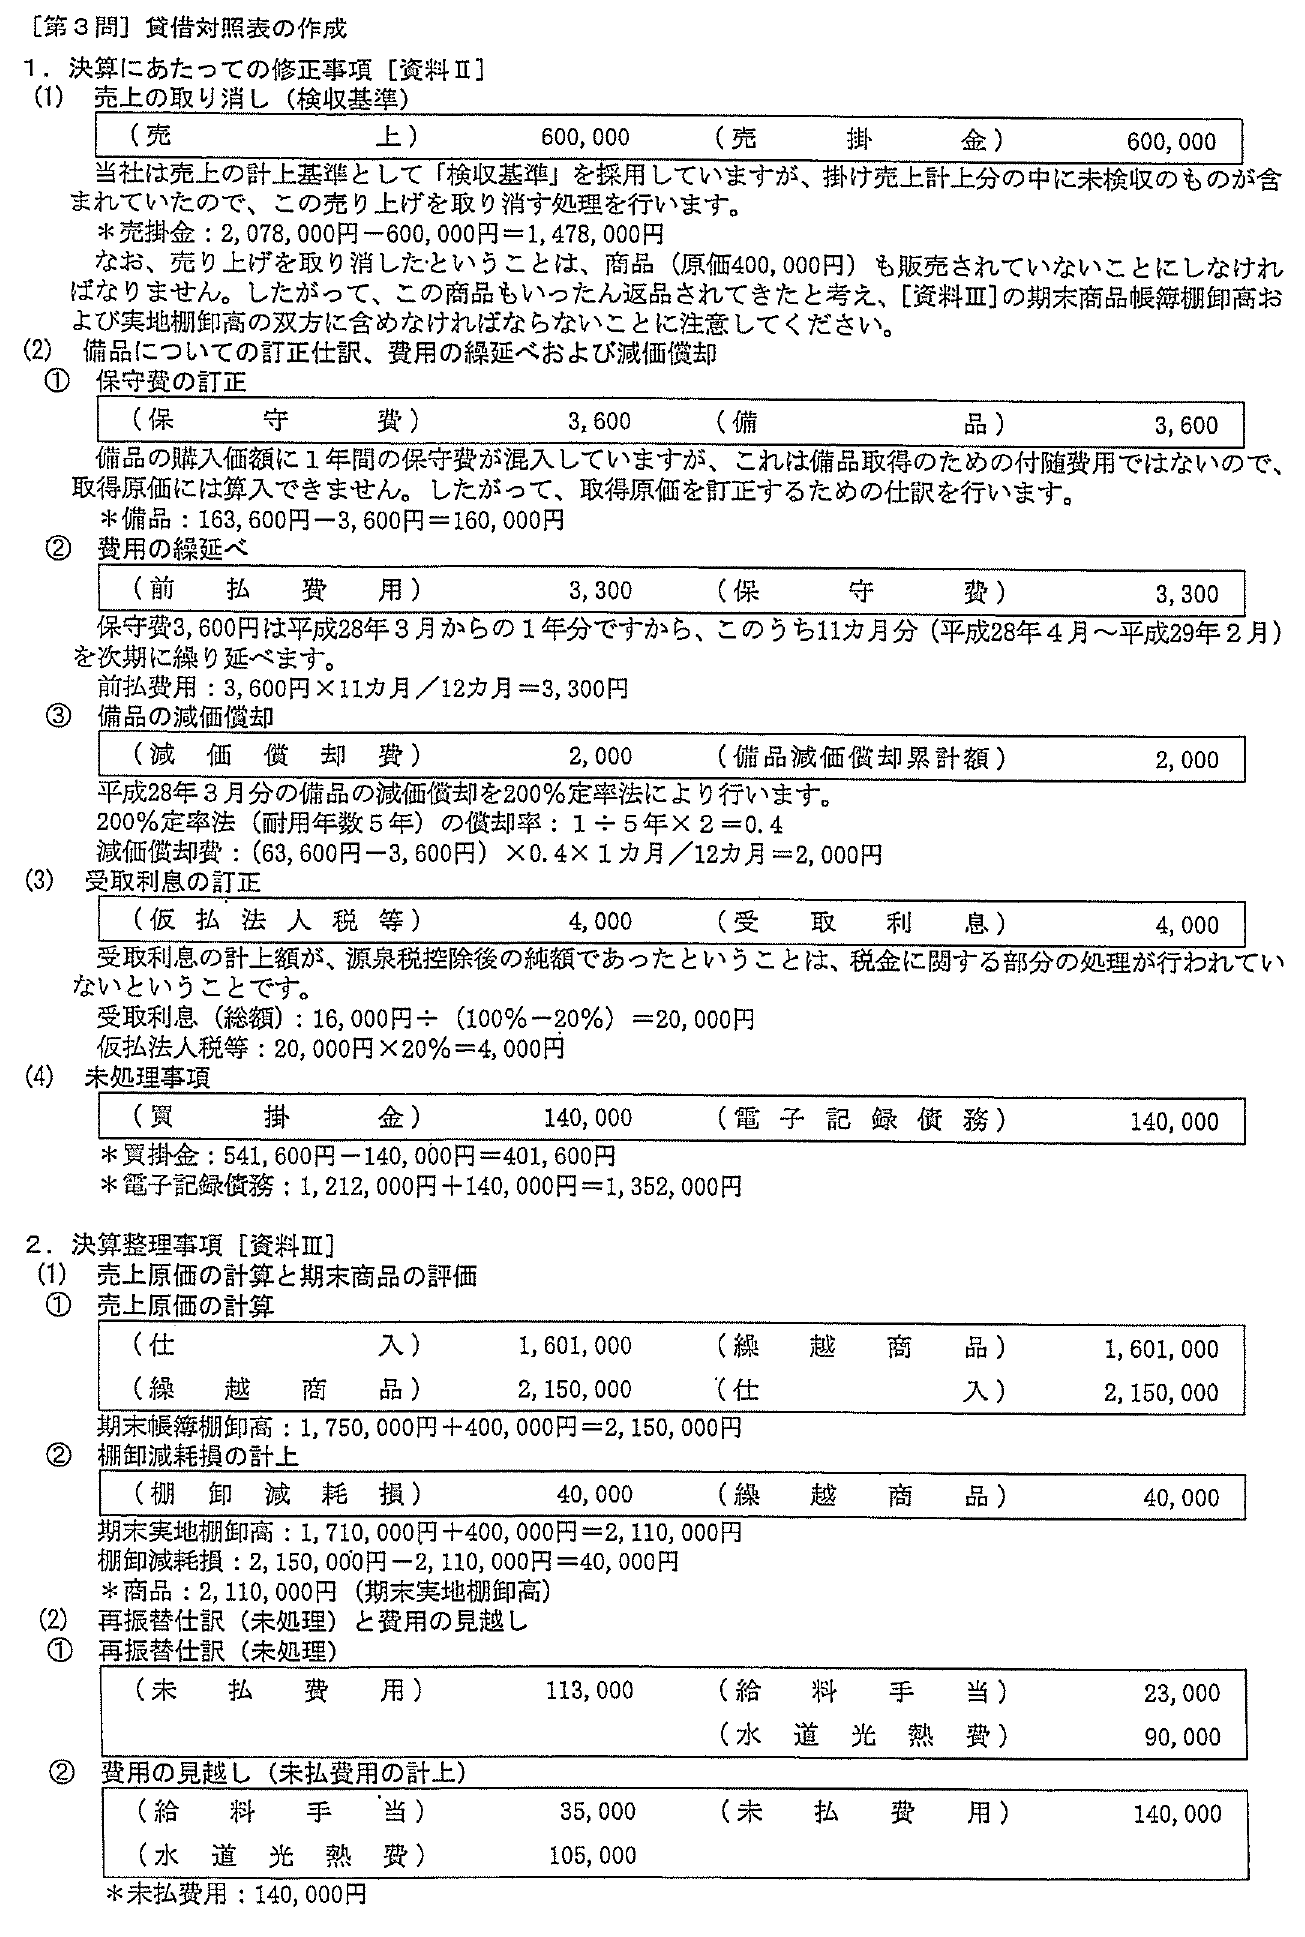 ［第３問］貸借対照表の作成
１．決算にあたっての修正事項［資料Ⅱ］
(1) 売上の取り消し（検収基準）
（売上） 600,000 （売掛金） 600,000
当社は売上の計上基準として「検収基準」を採用していますが、掛け売上計上分の中に未検収のものが含
まれていたので、この売り上げを取り消す処理を行います。
＊売掛金：2,078,000円－600,000円＝1,478,000円
なお、売り上げを取り消したということは、商品（原価400,000円）も販売されていないことにしなけれ
ばなりません。したがって、この商品もいったん返品されてきたと考え、［資料Ⅲ］の期末商品帳簿棚卸高お
よび実地棚卸高の双方に含めなければならないことに注意してください。
(2) 備品についての訂正仕訳、費用の繰延べおよび減価償却
① 保守費の訂正
（保守費） 3,600 （備品） 3,600
備品の購入価額に１年間の保守費が混入していますが、これは備品取得のための付随費用ではないので、
取得原価には算入できません。したがって、取得原価を訂正するための仕訳を行います。
＊備品：163,600円－3,600円＝160,000円
② 費用の繰延べ
（前払費用） 3,300 （保守費） 3,300
保守費3,600円は平成28年３月からの１年分ですから、このうち11カ月分（平成28年４月～平成29年２月）
を次期に繰り延べます。
前払費用：3,600円×11カ月／12カ月＝3,300円
③ 備品の減価償却
（減価償却費） 2,000 （備品減価償却累計額） 2,000
平成28年３月分の備品の減価償却を200％定率法により行います。
200％定率法（耐用年数５年）の償却率：１÷５年×２＝0.4
減価償却費：（63,600円－3,600円）×0.4×１カ月／12カ月＝2,000円
(3) 受取利息の訂正
（仮払法人税等） 4,000 （受取利息） 4,000
受取利息の計上額が、源泉税控除後の純額であったということは、税金に関する部分の処理が行われてい
ないということです。
受取利息（総額）：16,000円÷（100％－20％）＝20,000円
仮払法人税等：20,000円×20％＝4,000円
(4) 未処理事項
（買掛金） 140,000 （電子記録債務） 140,000
＊買掛金：541,600円－140,000円＝401,600円
＊電子記録債務：1,212,000円＋140,000円＝1,352,000円
２．決算整理事項［資料Ⅲ］
(1) 売上原価の計算と期末商品の評価
① 売上原価の計算
（仕入） 1,601,000 （繰越商品） 1,601,000
（繰越商品） 2,150,000 （仕入） 2,150,000
期末帳簿棚卸高：1,750,000円＋400,000円＝2,150,000円
② 棚卸減耗損の計上
（棚卸減耗損） 40,000 （繰越商品） 40,000
期末実地棚卸高：1,710,000円＋400,000円＝2,110,000円
棚卸減耗損：2,150,000円－2,110,000円＝40,000円
＊商品：2,110,000円（期末実地棚卸高）
(2) 再振替仕訳（未処理）と費用の見越し
① 再振替仕訳（未処理）
（未払費用） 113,000 （給料手当） 23,000
（水道光熱費） 90,000
② 費用の見越し（未払費用の計上）
（給料手当） 35,000 （未払費用） 140,000
（水道光熱費） 105,000
＊未払費用：140,000円